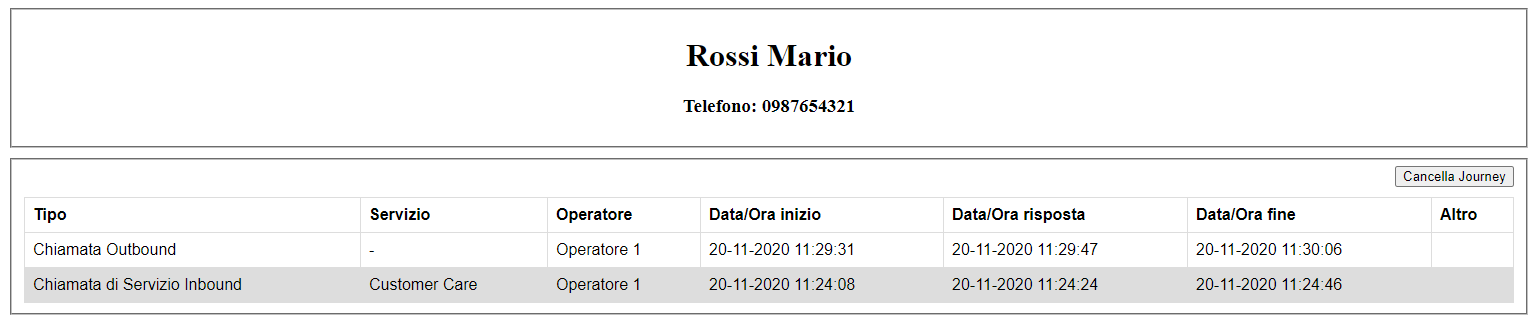 Rossi Mario
Telefono: 0987654321
Cancella Journey
Tipo Servizio Operatore Data/Ora inizio Data/Ora risposta Data/Ora fine Altro
Chiamata Outbound - Operatore 1 20-11-2020 11:29:31 20-11-2020 11:29:47 20-11-2020 11:30:06
Chiamata di Servizio Inbound Customer Care Operatore 1 20-11-2020 11:24:08 20-11-2020 11:24:24 20-11-2020 11:24:46